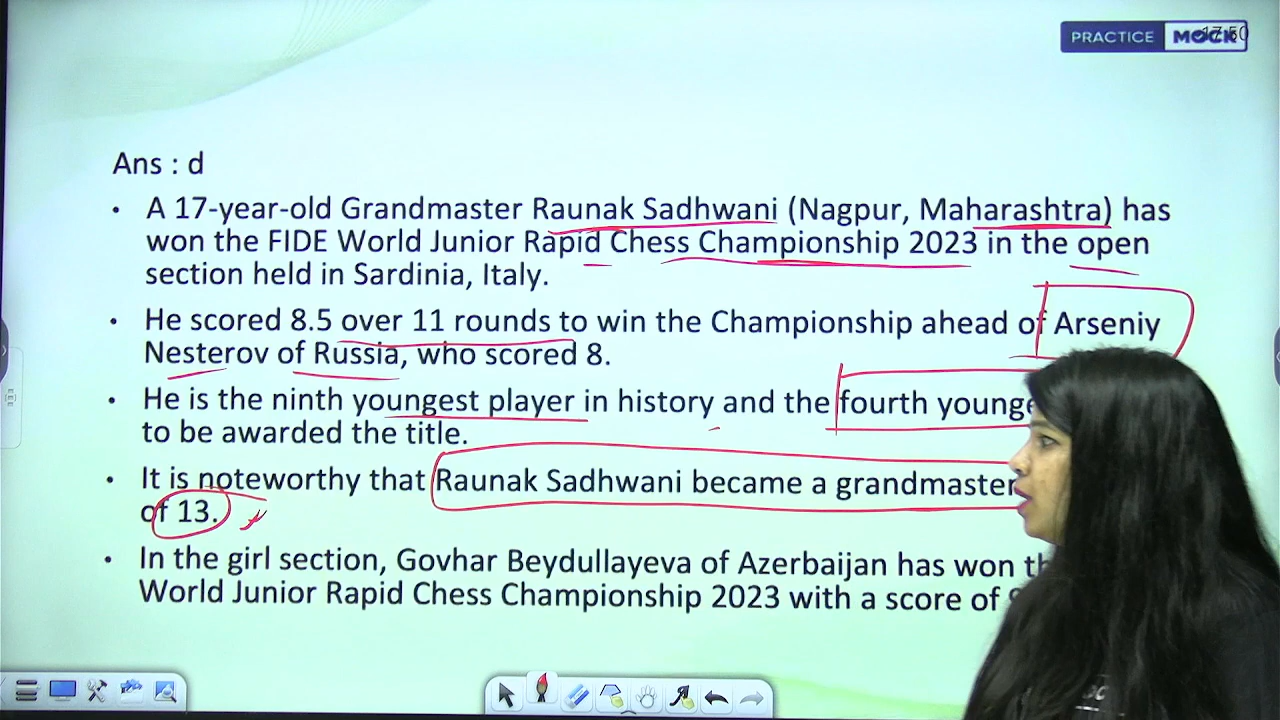 PRACTICE MOCK
17:50
Ans : d
• A 17-year-old Grandmaster Raunak Sadhwani (Nagpur, Maharashtra) has
won the FIDE World Junior Rapid Chess Championship 2023 in the open
section held in Sardinia, Italy.
• He scored 8.5 over 11 rounds to win the Championship ahead of Arseniy
Nesterov of Russia, who scored 8.
• He is the ninth youngest player in history and the fourth
to be awarded the title.
• It is noteworthy that Raunak Sadhwani became a grandmaster
of 13.
• In the girl section, Govhar Beydullayeva of Azerbaijan has won
World Junior Rapid Chess Championship 2023 with a score of